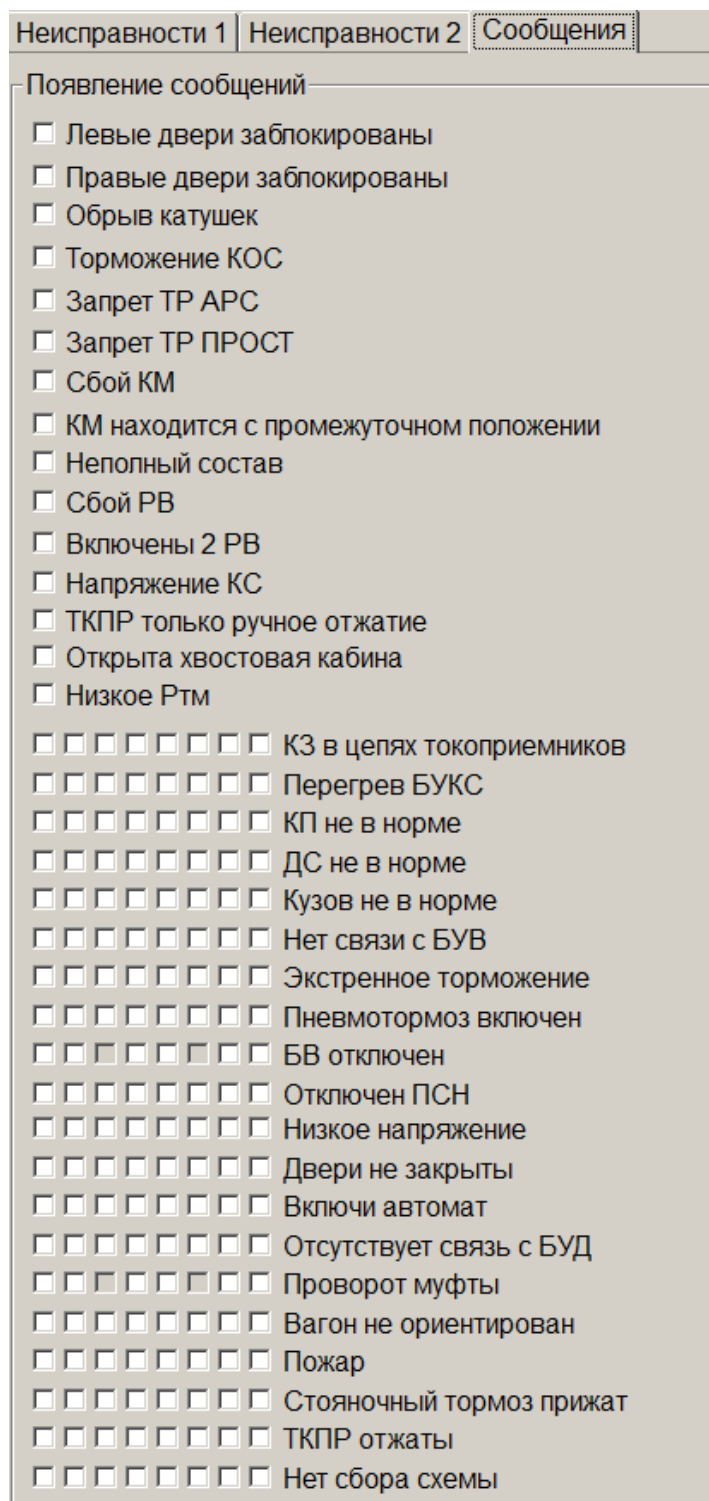 Неисправности 1 Неисправности 2 Сообщения
Появление сообщений
Левые двери заблокированы
Правые двери заблокированы
Обрыв катушек
Торможение КОС
Запрет ТР АРС
Запрет ТР ПРОСТ
Сбой КМ
КМ находится с промежуточном положении
Неполный состав
Сбой РВ
Включены 2 РВ
Напряжение КС
ТКПР только ручное отжатие
Открыта хвостовая кабина
Низкое Ртм
КЗ в цепях токоприемников
Перегрев БУКС
КП не в норме
ДС не в норме
Кузов не в норме
Нет связи с БУВ
Экстренное торможение
Пневмотормоз включен
БВ отключен
Отключен ПСН
Низкое напряжение
Двери не закрыты
Включи автомат
Отсутствует связь с БУД
Проворот муфты
Вагон не ориентирован
Пожар
Стояночный тормоз прижат
ТКПР отжаты
Нет сбора схемы